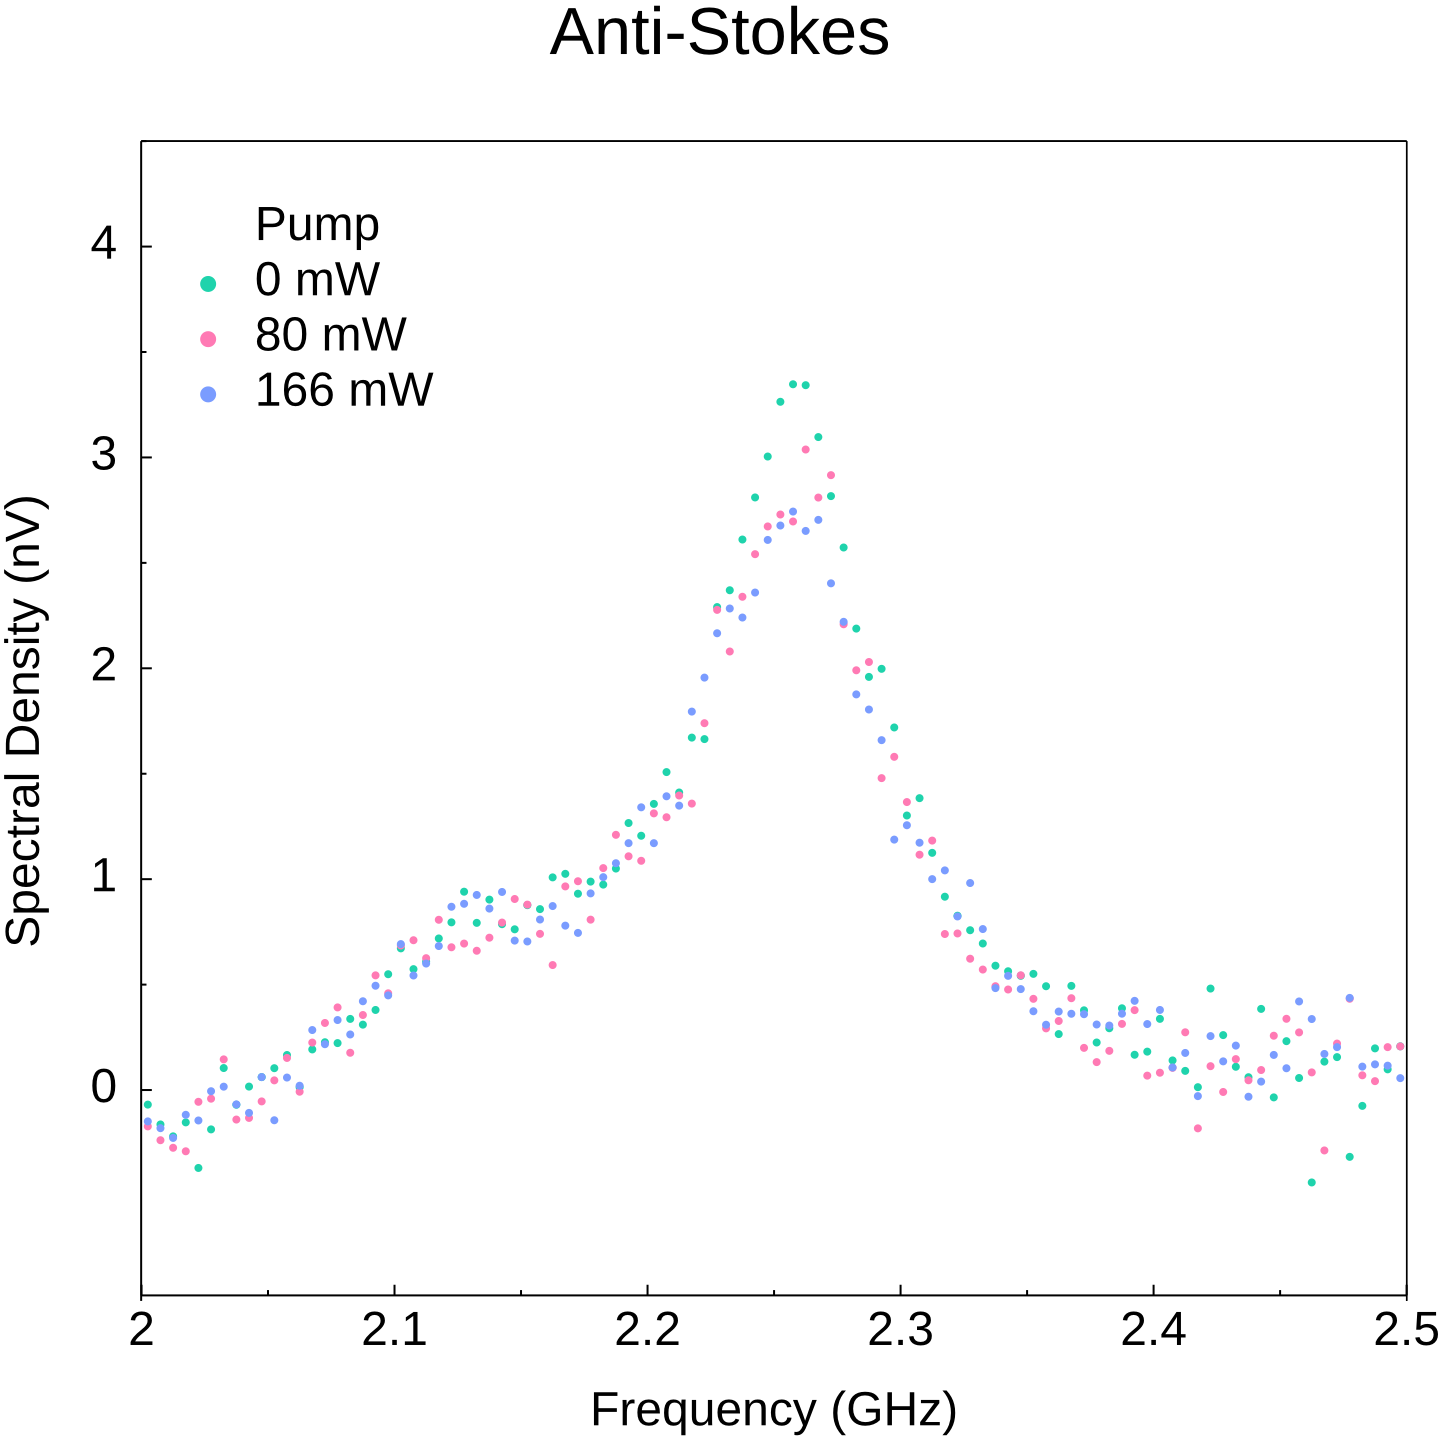 Anti-Stokes
Pump
0 mW
80 mW
166 mW
4
3
2
1
0
Spectral Density (nV)
2 2.1 2.2 2.3 2.4 2.5
Frequency (GHz)